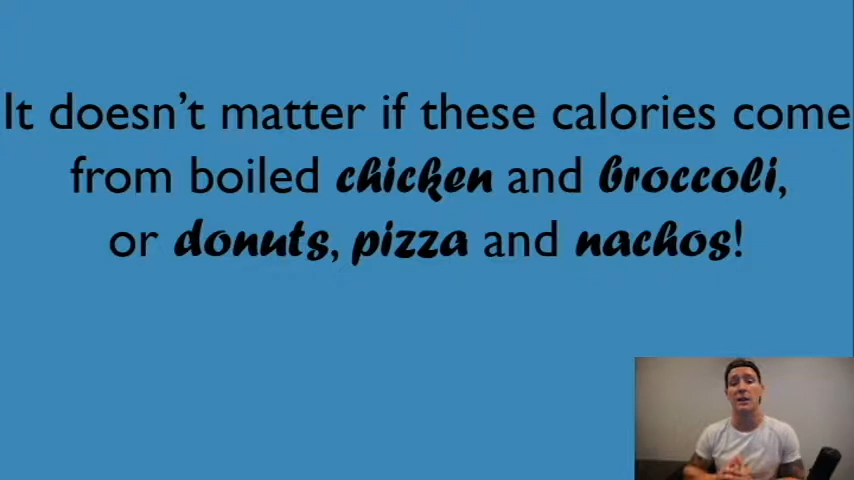 It doesn't matter if these calories come
from boiled chicken and broccoli,
or donuts, pizza and nachos!